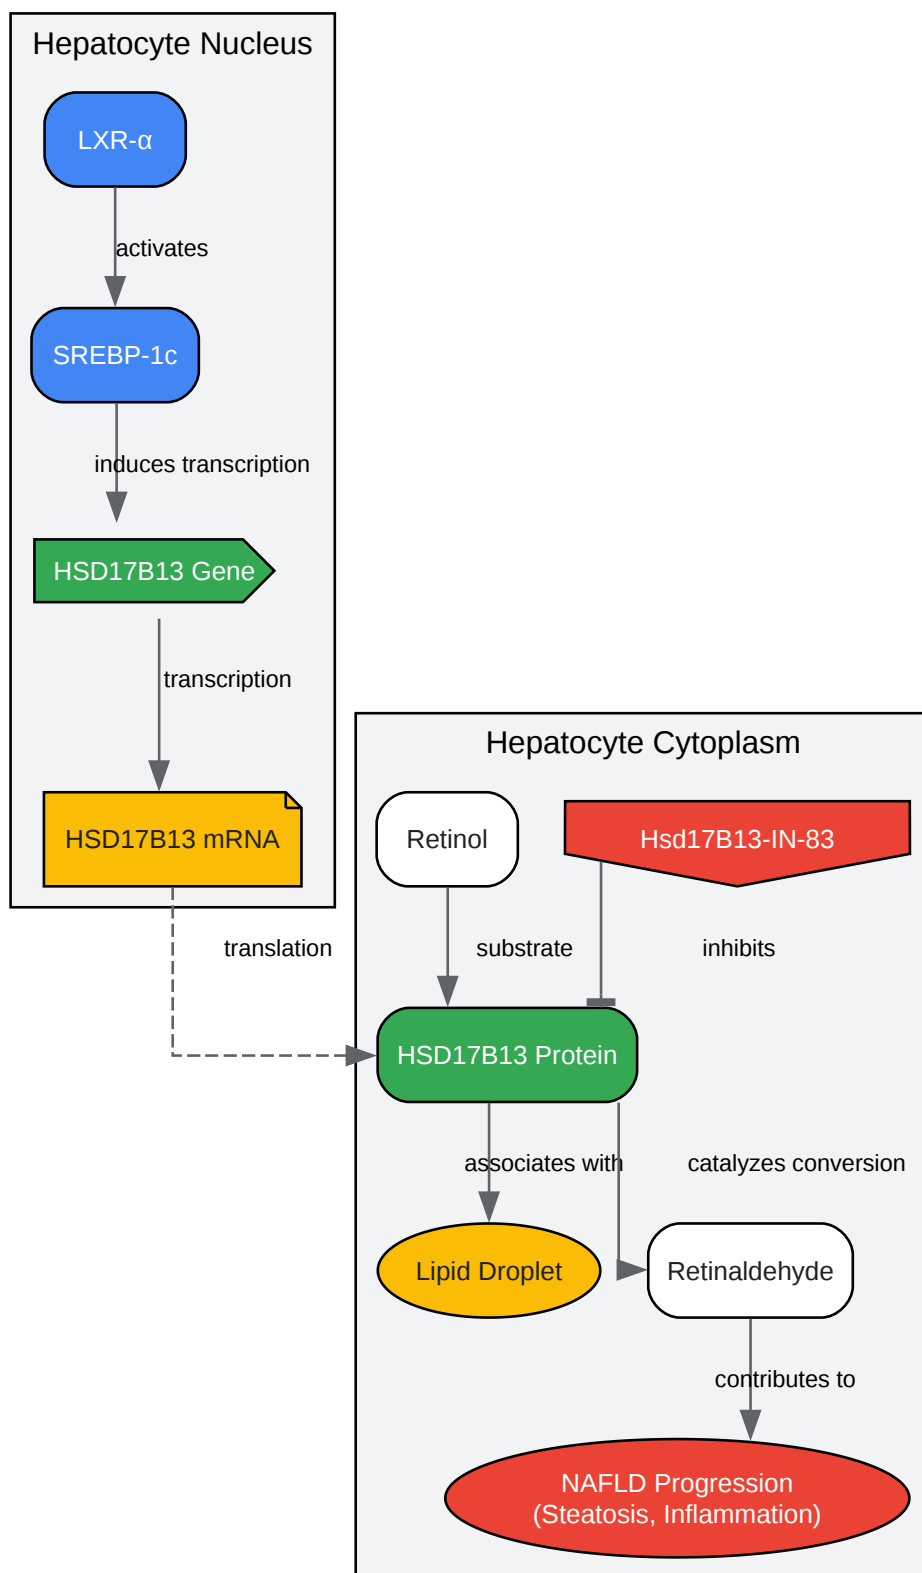 Hepatocyte Nucleus
LXR-α
activates
SREBP-1c
induces transcription
HSD17B13 Gene
transcription
HSD17B13 mRNA
translation
Hepatocyte Cytoplasm
Retinol
Hsd17B13-IN-83
substrate
inhibits
HSD17B13 Protein
associates with
catalyzes conversion
Lipid Droplet
Retinaldehyde
contributes to
NAFLD Progression
(Steatosis, Inflammation)